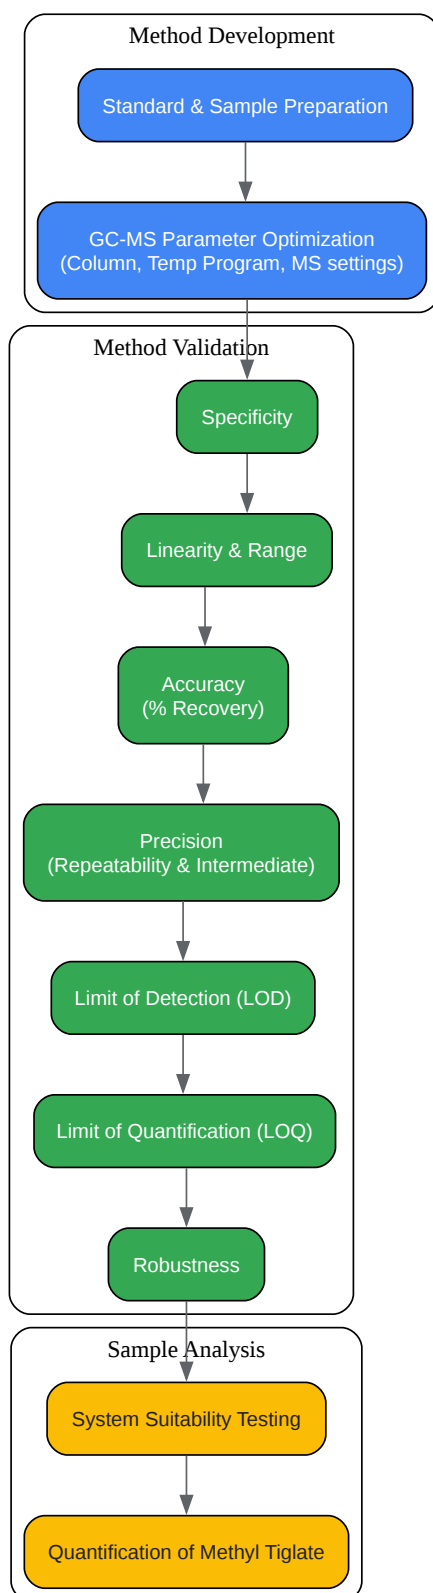 Method Development
Standard & Sample Preparation
GC-MS Parameter Optimization
(Column, Temp Program, MS settings)
Method Validation
Specificity
Linearity & Range
Accuracy
(% Recovery)
Precision
(Repeatability & Intermediate)
Limit of Detection (LOD)
Limit of Quantification (LOQ)
Robustness
Sample Analysis
System Suitability Testing
Quantification of Methyl Tiglate